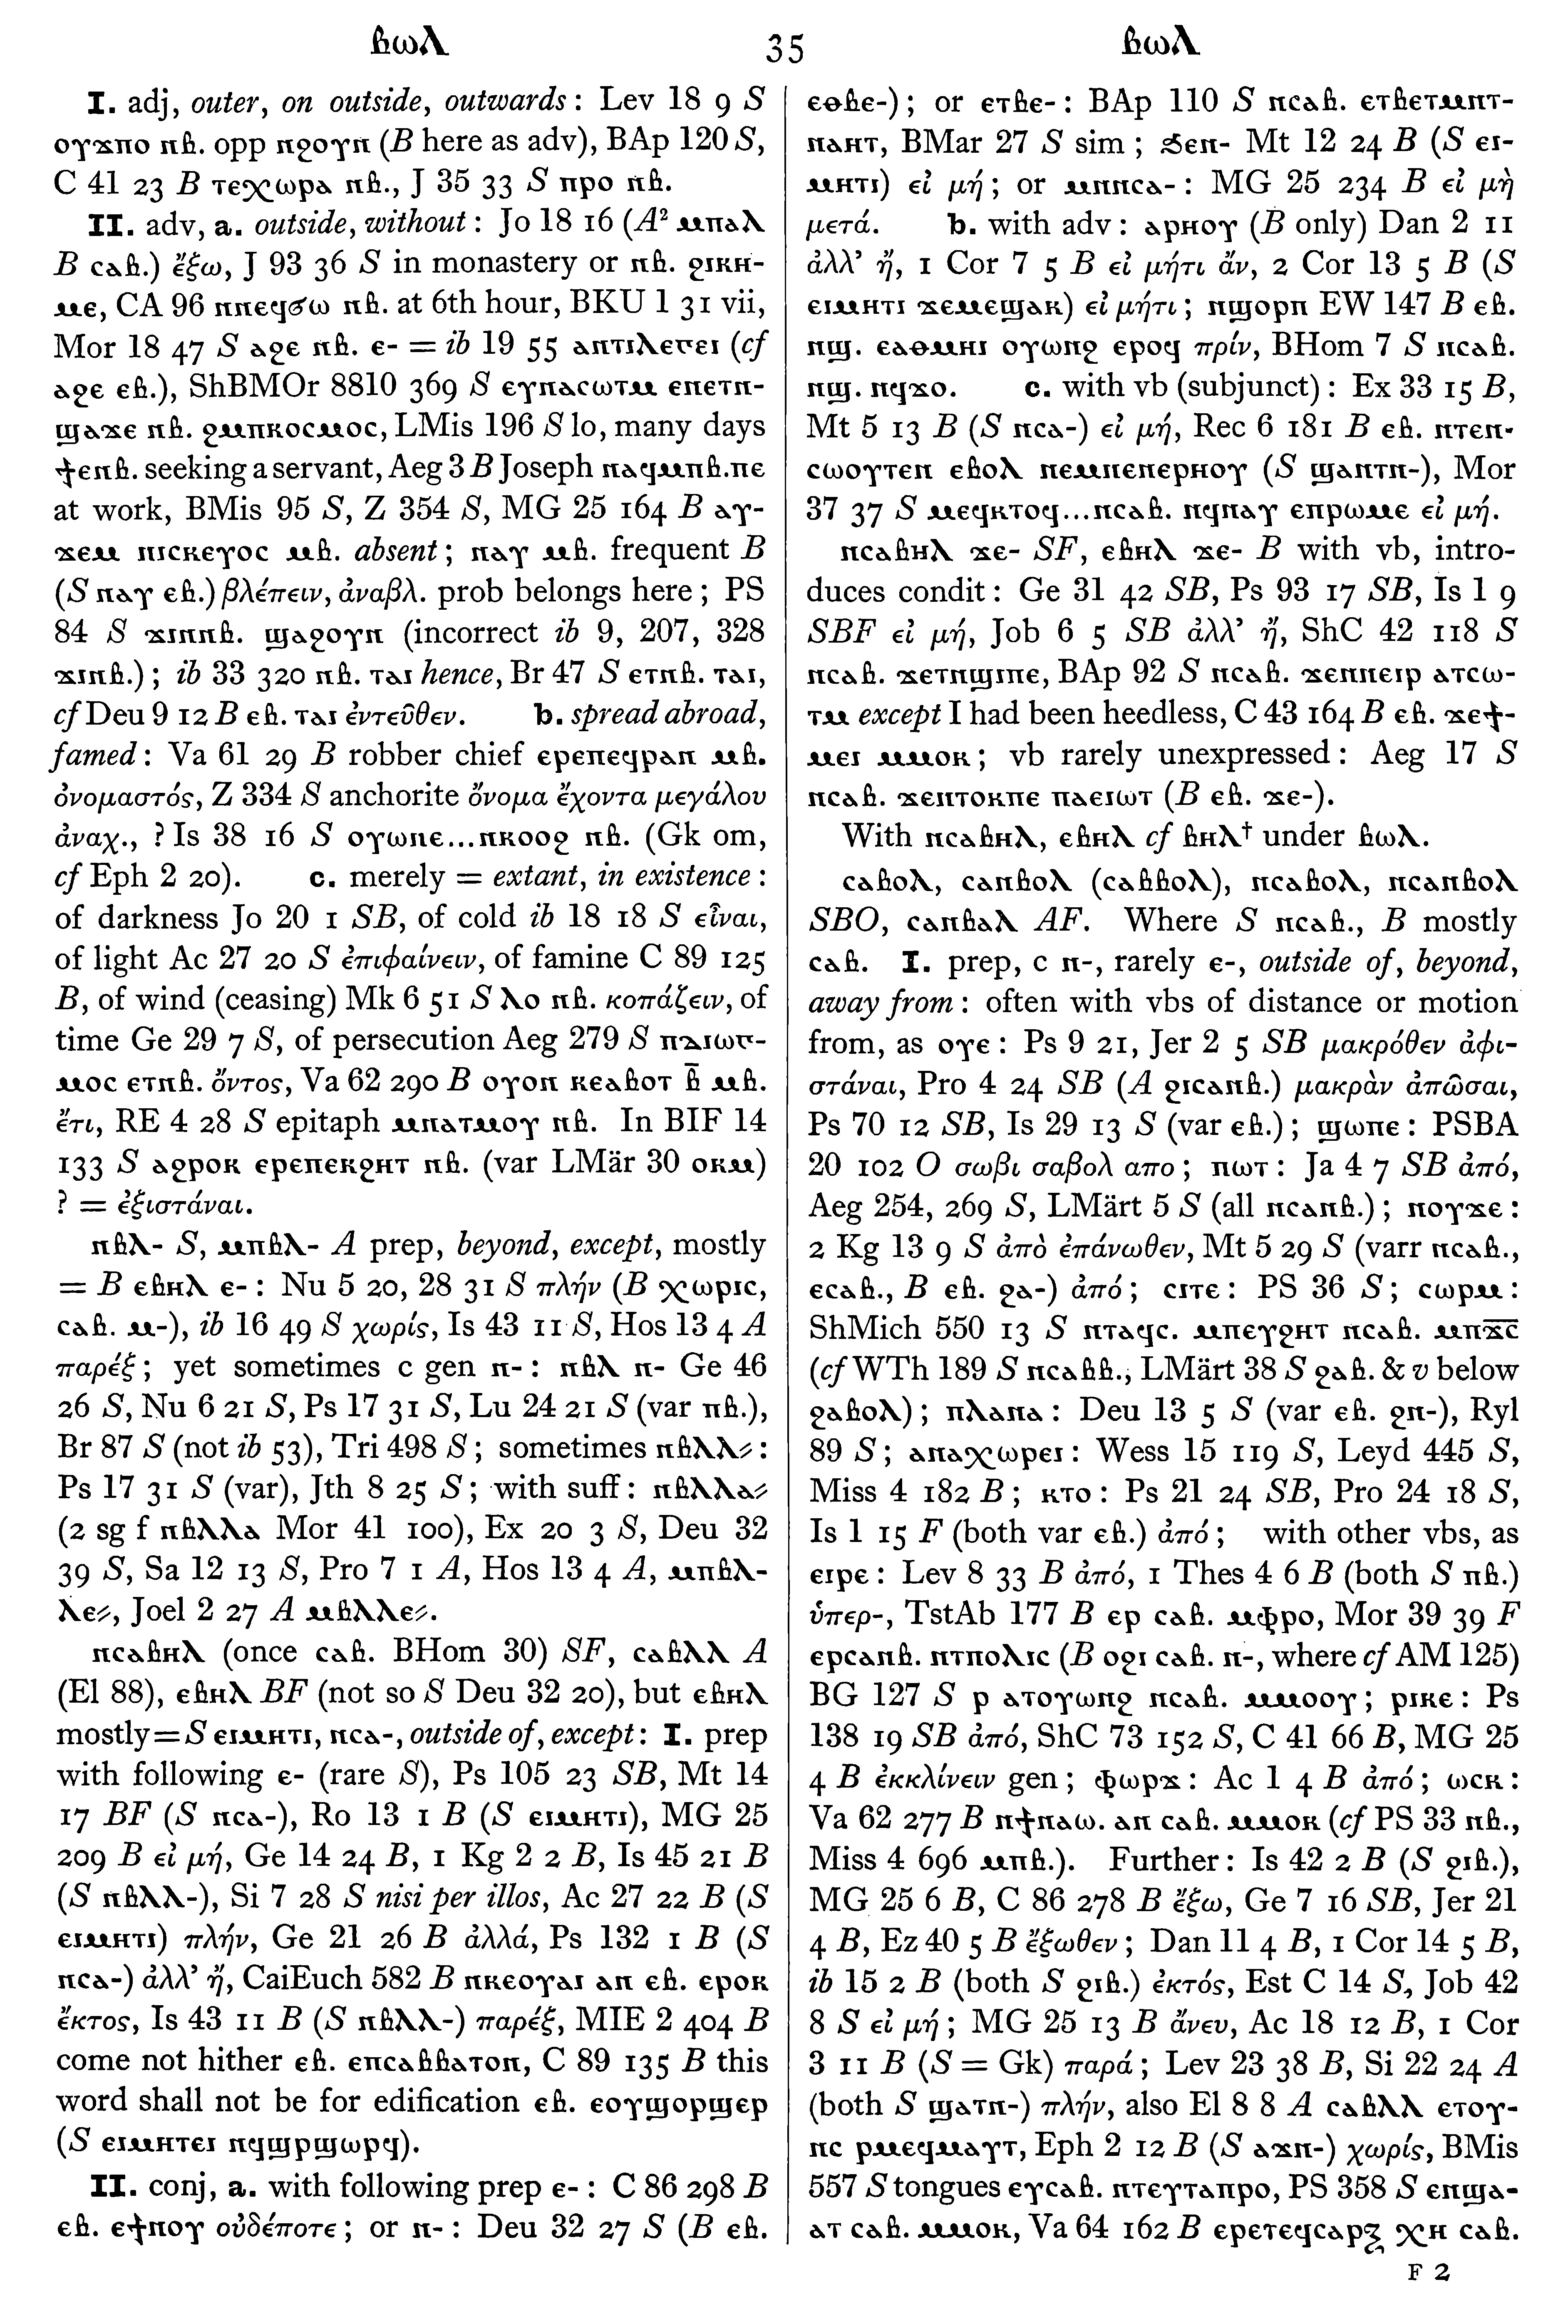 ⲃⲱⲗ 35 ⲃⲱⲗ
I. adj, outer, on outside, outwards: Lev 18 9 S
ⲟⲩϫⲡⲟ ⲛⲃ. opp ⲛϩⲟⲩⲛ (B here as adv), BAp 120 S,
C 41 23 B ⲧⲉⲭⲱⲣⲁ ⲛⲃ., J 35 33 S ⲡⲣⲟ ⲛⲃ.
II. adv, a. outside, without: Jo 18 16 (A² ⲙⲡⲁⲗ
B ⲥⲁⲃ.) ἔξω, J 93 36 S in monastery or ⲛⲃ. ϩⲓⲕⲏ-
ⲙⲉ, CA 96 ⲛⲛⲉϥϭⲱ ⲛⲃ. at 6th hour, BKU 1 31 vii,
Mor 18 47 S ⲁϩⲉ ⲛⲃ. ⲉ- = ib 19 55 ⲁⲛⲧⲓⲗⲉⲅⲉⲓ (cf
ⲁϩⲉ ⲉⲃ.), ShBMOr 8810 369 S ⲉⲩⲛⲁⲥⲱⲧⲙ ⲉⲛⲉⲧⲛ-
ϣⲁϫⲉ ⲛⲃ. ϩⲙⲡⲕⲟⲥⲙⲟⲥ, LMis 196 S lo, many days
ϯⲉⲛⲃ. seeking a servant, Aeg 3 B Joseph ⲛⲁϥⲙⲡⲃ.ⲡⲉ
at work, BMis 95 S, Z 354 S, MG 25 164 B ⲁⲩ-
ϫⲉⲙ ⲛⲓⲥⲕⲉⲩⲟⲥ ⲙⲃ. absent; ⲛⲁⲩ ⲙⲃ. frequent B
(S ⲛⲁⲩ ⲉⲃ.) βλέπειν, ἀναβλ. prob belongs here; PS
84 S ϫⲓⲛⲛⲃ. ϣⲁϩⲟⲩⲛ (incorrect ib 9, 207, 328
ϫⲓⲛⲃ.); ib 33 320 ⲛⲃ. ⲧⲁⲓ hence, Br 47 S ⲉⲧⲛⲃ. ⲧⲁⲓ,
cf Deu 9 12 B ⲉⲃ. ⲧⲁⲓ ἐντεῦθεν. b. spread abroad,
famed: Va 61 29 B robber chief ⲉⲣⲉⲡⲉϥⲣⲁⲛ ⲙⲃ.
ὀνομαστός, Z 334 S anchorite ὄνομα ἔχοντα μεγάλου
ἀναχ., ? Is 38 16 S ⲟⲩⲱⲛⲉ...ⲛⲕⲟⲟϩ ⲛⲃ. (Gk om,
cf Eph 2 20). c. merely = extant, in existence:
of darkness Jo 20 1 SB, of cold ib 18 18 S εἶναι,
of light Ac 27 20 S ἐπιφαίνειν, of famine C 89 125
B, of wind (ceasing) Mk 6 51 S ⲗⲟ ⲛⲃ. κοπάζειν, of
time Ge 29 7 S, of persecution Aeg 279 S ⲡⲇⲓⲱⲅ-
ⲙⲟⲥ ⲉⲧⲛⲃ. ὄντος, Va 62 290 B ⲟⲩⲟⲛ ⲕⲉⲁⲃⲟⲧ ⲃ̅ ⲙⲃ.
ἔτι, RE 4 28 S epitaph ⲙⲡⲁⲧⲙⲟⲩ ⲛⲃ. In BIF 14
133 S ⲁϩⲣⲟⲕ ⲉⲣⲉⲡⲉⲕϩⲏⲧ ⲛⲃ. (var LMär 30 ⲟⲕⲙ)
? = ἐξιστάναι.
ⲛⲃⲗ- S, ⲙⲡⲃⲗ- A prep, beyond, except, mostly
= B ⲉⲃⲏⲗ ⲉ-: Nu 5 20, 28 31 S πλήν (B ⲭⲱⲣⲓⲥ,
ⲥⲁⲃ. ⲙ-), ib 16 49 S χωρίς, Is 43 11 S, Hos 13 4 A
παρέξ; yet sometimes c gen ⲛ-: ⲛⲃⲗ ⲛ- Ge 46
26 S, Nu 6 21 S, Ps 17 31 S, Lu 24 21 S (var ⲛⲃ.),
Br 87 S (not ib 53), Tri 498 S; sometimes ⲛⲃⲗⲗ⸗:
Ps 17 31 S (var), Jth 8 25 S; with suff: ⲛⲃⲗⲗⲁ⸗
(2 sg f ⲛⲃⲗⲗⲁ Mor 41 100), Ex 20 3 S, Deu 32
39 S, Sa 12 13 S, Pro 7 1 A, Hos 13 4 A, ⲙⲡⲃⲗ-
ⲗⲉ⸗, Joel 2 27 A ⲙⲃⲗⲗⲉ⸗.
ⲛⲥⲁⲃⲏⲗ (once ⲥⲁⲃ. BHom 30) SF, ⲥⲁⲃⲗⲗ A
(El 88), ⲉⲃⲏⲗ BF (not so S Deu 32 20), but ⲉⲃⲏⲗ
mostly=S ⲉⲓⲙⲏⲧⲓ, ⲛⲥⲁ-, outside of, except: I. prep
with following ⲉ- (rare S), Ps 105 23 SB, Mt 14
17 BF (S ⲛⲥⲁ-), Ro 13 1 B (S ⲉⲓⲙⲏⲧⲓ), MG 25
209 B εἰ μή, Ge 14 24 B, 1 Kg 2 2 B, Is 45 21 B
(S ⲛⲃⲗⲗ-), Si 7 28 S nisi per illos, Ac 27 22 B (S
ⲉⲓⲙⲏⲧⲓ) πλήν, Ge 21 26 B ἀλλά, Ps 132 1 B (S
ⲛⲥⲁ-) ἀλλ’ ἤ, CaiEuch 582 B ⲛⲕⲉⲟⲩⲁⲓ ⲁⲛ ⲉⲃ. ⲉⲣⲟⲕ
ἔκτος, Is 43 11 B (S ⲛⲃⲗⲗ-) παρέξ, MIE 2 404 B
come not hither ⲉⲃ. ⲉⲡⲥⲁⲃⲃⲁⲧⲟⲛ, C 89 135 B this
word shall not be for edification ⲉⲃ. ⲉⲟⲩϣⲟⲣϣⲉⲣ
(S ⲉⲓⲙⲏⲧⲉⲓ ⲛϥϣⲣϣⲱⲣϥ).
II. conj, a. with following prep ⲉ-: C 86 298 B
ⲉⲃ. ⲉϯⲛⲟⲩ οὐδέποτε; or ⲛ-: Deu 32 27 S (B ⲉⲃ.
ⲉⲑⲃⲉ-); or ⲉⲧⲃⲉ-: BAp 110 S ⲛⲥⲁⲃ. ⲉⲧⲃⲉⲧⲙⲛⲧ-
ⲛⲁⲏⲧ, BMar 27 S sim; ϧⲉⲛ- Mt 12 24 B (S ⲉⲓ-
ⲙⲏⲧⲓ) εἰ μή; or ⲙⲛⲛⲥⲁ-: MG 25 234 B εἰ μὴ
μετά. b. with adv: ⲁⲣⲏⲟⲩ (B only) Dan 2 11
ἀλλ’ ἤ, 1 Cor 7 5 B εἰ μήτι ἄν, 2 Cor 13 5 B (S
ⲉⲓⲙⲏⲧⲓ ϫⲉⲙⲉϣⲁⲕ) εἰ μήτι; ⲛϣⲟⲣⲡ EW 147 B ⲉⲃ.
ⲛϣ. ⲉⲁⲑⲙⲏⲓ ⲟⲩⲱⲛϩ ⲉⲣⲟϥ πρίν, BHom 7 S ⲛⲥⲁⲃ.
ⲛϣ. ⲛϥϫⲟ. c. with vb (subjunct): Ex 33 15 B,
Mt 5 13 B (S ⲛⲥⲁ-) εἰ μή, Rec 6 181 B ⲉⲃ. ⲛⲧⲉⲛ-
ⲥⲱⲟⲩⲧⲉⲛ ⲉⲃⲟⲗ ⲛⲉⲙⲛⲉⲛⲉⲣⲏⲟⲩ (S ϣⲁⲛⲧⲛ-), Mor
37 37 S ⲙⲉϥⲕⲧⲟϥ...ⲛⲥⲁⲃ. ⲛϥⲛⲁⲩ ⲉⲡⲣⲱⲙⲉ εἰ μή.
ⲛⲥⲁⲃⲏⲗ ϫⲉ- SF, ⲉⲃⲏⲗ ϫⲉ- B with vb, intro-
duces condit: Ge 31 42 SB, Ps 93 17 SB, Is 1 9
SBF εἰ μή, Job 6 5 SB ἀλλ’ ἤ, ShC 42 118 S
ⲛⲥⲁⲃ. ϫⲉⲧⲛϣⲓⲛⲉ, BAp 92 S ⲛⲥⲁⲃ. ϫⲉⲛⲛⲉⲓⲣ ⲁⲧⲥⲱ-
ⲧⲙ except I had been heedless, C 43 164 B ⲉⲃ. ϫⲉϯ-
ⲙⲉⲓ ⲙⲙⲟⲕ; vb rarely unexpressed: Aeg 17 S
ⲛⲥⲁⲃ. ϫⲉⲛⲧⲟⲕⲡⲉ ⲡⲁⲉⲓⲱⲧ (B ⲉⲃ. ϫⲉ-).
With ⲛⲥⲁⲃⲏⲗ, ⲉⲃⲏⲗ cf ⲃⲏⲗ† under ⲃⲱⲗ.
ⲥⲁⲃⲟⲗ, ⲥⲁⲛⲃⲟⲗ (ⲥⲁⲃⲃⲟⲗ), ⲛⲥⲁⲃⲟⲗ, ⲛⲥⲁⲛⲃⲟⲗ
SBO, ⲥⲁⲛⲃⲁⲗ AF. Where S ⲛⲥⲁⲃ., B mostly
ⲥⲁⲃ. I. prep, c ⲛ-, rarely ⲉ-, outside of, beyond,
away from: often with vbs of distance or motion
from, as ⲟⲩⲉ: Ps 9 21, Jer 2 5 SB μακρόθεν ἀφι-
στάναι, Pro 4 24 SB (A ϩⲓⲥⲁⲛⲃ.) μακρὰν ἀπῶσαι,
Ps 70 12 SB, Is 29 13 S (var ⲉⲃ.); ϣⲱⲡⲉ: PSBA
20 102 O σωβι σαβολ απο; ⲡⲱⲧ: Ja 4 7 SB ἀπό,
Aeg 254, 269 S, LMärt 5 S (all ⲛⲥⲁⲛⲃ.); ⲛⲟⲩϫⲉ:
2 Kg 13 9 S ἀπὸ ἐπάνωθεν, Mt 5 29 S (varr ⲛⲥⲁⲃ.,
ⲉⲥⲁⲃ., B ⲉⲃ. ϩⲁ-) ἀπό; ⲥⲓⲧⲉ: PS 36 S; ⲥⲱⲣⲙ:
ShMich 550 13 S ⲛⲧⲁϥⲥ. ⲙⲡⲉⲩϩⲏⲧ ⲛⲥⲁⲃ. ⲙⲡⲭ̅ⲥ̅
(cf WTh 189 S ⲛⲥⲁⲃⲃ., LMärt 38 S ϩⲁⲃ. & v below
ϩⲁⲃⲟⲗ); ⲡⲗⲁⲛⲁ: Deu 13 5 S (var ⲉⲃ. ϩⲛ-), Ryl
89 S; ⲁⲛⲁⲭⲱⲣⲉⲓ: Wess 15 119 S, Leyd 445 S,
Miss 4 182 B; ⲕⲧⲟ: Ps 21 24 SB, Pro 24 18 S,
Is 1 15 F (both var ⲉⲃ.) ἀπό; with other vbs, as
ⲉⲓⲣⲉ: Lev 8 33 B ἀπό, 1 Thes 4 6 B (both S ⲛⲃ.)
ὑπερ-, TstAb 177 B ⲉⲣ ⲥⲁⲃ. ⲙⲫⲣⲟ, Mor 39 39 F
ⲉⲣⲥⲁⲛⲃ. ⲛⲧⲡⲟⲗⲓⲥ (B ⲟϩⲓ ⲥⲁⲃ. ⲛ-, where cf AM 125)
BG 127 S ⲣ ⲁⲧⲟⲩⲱⲛϩ ⲛⲥⲁⲃ. ⲙⲙⲟⲟⲩ; ⲣⲓⲕⲉ: Ps
138 19 SB ἀπό, ShC 73 152 S, C 41 66 B, MG 25
4 B ἐκκλίνειν gen; ⲫⲱⲣϫ: Ac 1 4 B ἀπό; ⲱⲥⲕ:
Va 62 277 B ⲛϯⲛⲁⲱ. ⲁⲛ ⲥⲁⲃ. ⲙⲙⲟⲕ (cf PS 33 ⲛⲃ.,
Miss 4 696 ⲙⲡⲃ.). Further: Is 42 2 B (S ϩⲓⲃ.),
MG 25 6 B, C 86 278 B ἔξω, Ge 7 16 SB, Jer 21
4 B, Ez 40 5 B ἔξωθεν; Dan 11 4 B, 1 Cor 14 5 B,
ib 15 2 B (both S ϩⲓⲃ.) ἐκτός, Est C 14 S, Job 42
8 S εἰ μή; MG 25 13 B ἄνευ, Ac 18 12 B, 1 Cor
3 11 B (S = Gk) παρά; Lev 23 38 B, Si 22 24 A
(both S ϣⲁⲧⲛ-) πλήν, also El 8 8 A ⲥⲁⲃⲗⲗ ⲉⲧⲟⲩ-
ⲛⲥ ⲣⲙⲉϥⲙⲁⲩⲧ, Eph 2 12 B (S ⲁϫⲛ-) χωρίς, BMis
557 S tongues ⲉⲩⲥⲁⲃ. ⲛⲧⲉⲩⲧⲁⲡⲣⲟ, PS 358 S ⲉⲛϣⲁ-
ⲁⲧ ⲥⲁⲃ. ⲙⲙⲟⲕ, Va 64 162 B ⲉⲣⲉⲧⲉϥⲥⲁⲣⲝ ⲭⲏ ⲥⲁⲃ.
F 2